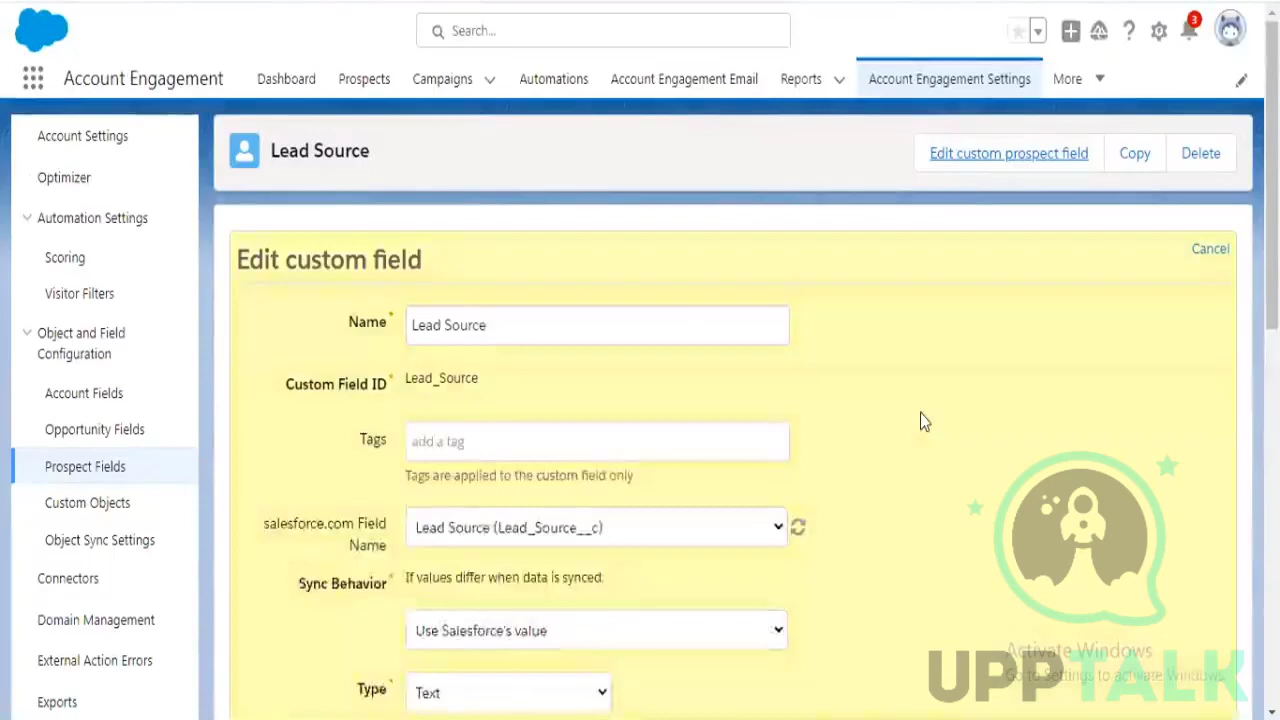 Search...
3
Account Engagement
Dashboard
Prospects
Campaigns
Automations
Account Engagement Email
Reports
Account Engagement Settings
More
Account Settings
Optimizer
Automation Settings
Scoring
Visitor Filters
Object and Field
Configuration
Account Fields
Opportunity Fields
Prospect Fields
Custom Objects
Object Sync Settings
Connectors
Domain Management
External Action Errors
Exports
Lead Source
Edit custom prospect field
Copy
Delete
Edit custom field
Cancel
Name*
Lead Source
Custom Field ID*
Lead_Source
Tags
add a tag
Tags are applied to the custom field only
salesforce.com Field
Name
Lead Source (Lead_Source__c)
Sync Behavior*
If values differ when data is synced:
Use Salesforce's value
Type*
Text
Activate Windows
Go to Settings to activate Windows.
UPPTALK